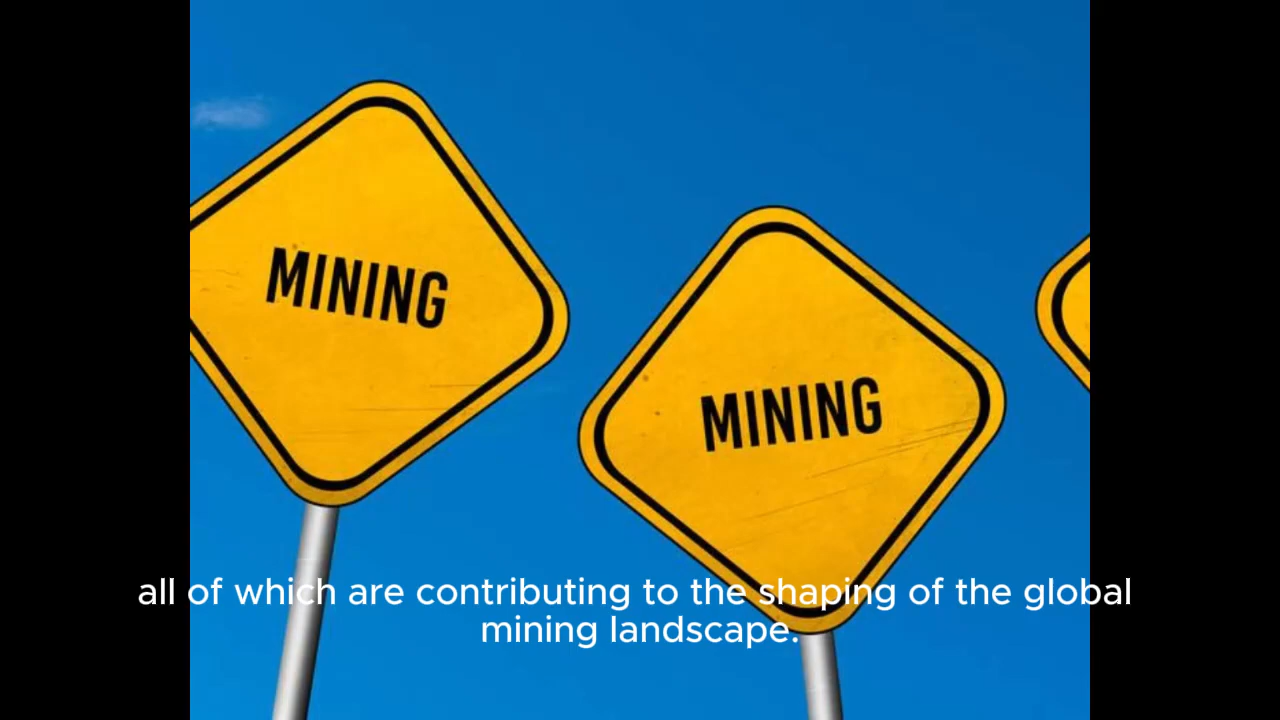 MINING
MINING
all of which are contributing to the shaping of the global
mining landscape.